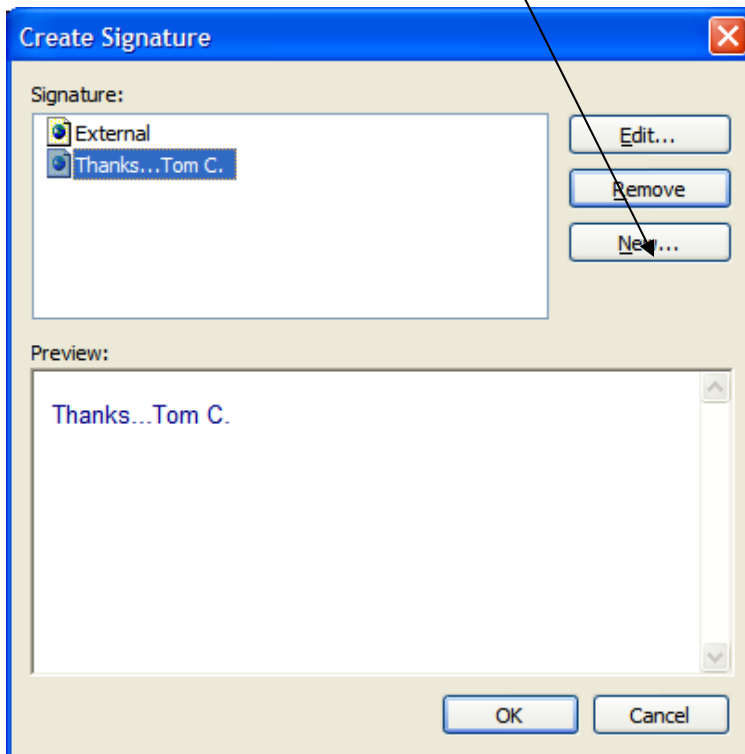 Create Signature
Signature:
External
Thanks...Tom C.
Edit...
Remove
New...
Preview:
Thanks...Tom C.
OK
Cancel